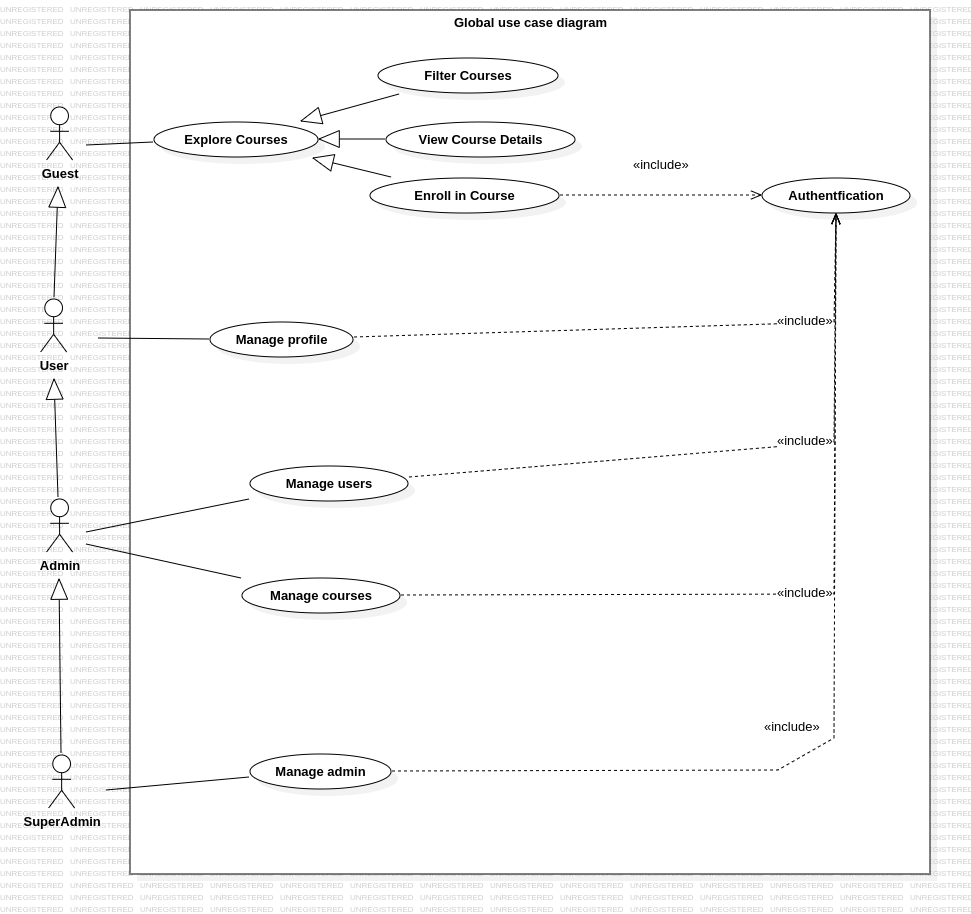 Global use case diagram
Filter Courses
Explore Courses
View Course Details
«include»
Guest
Enroll in Course
Authentfication
«include»
Manage profile
User
«include»
Manage users
Admin
«include»
Manage courses
«include»
Manage admin
SuperAdmin
UNREGISTERED